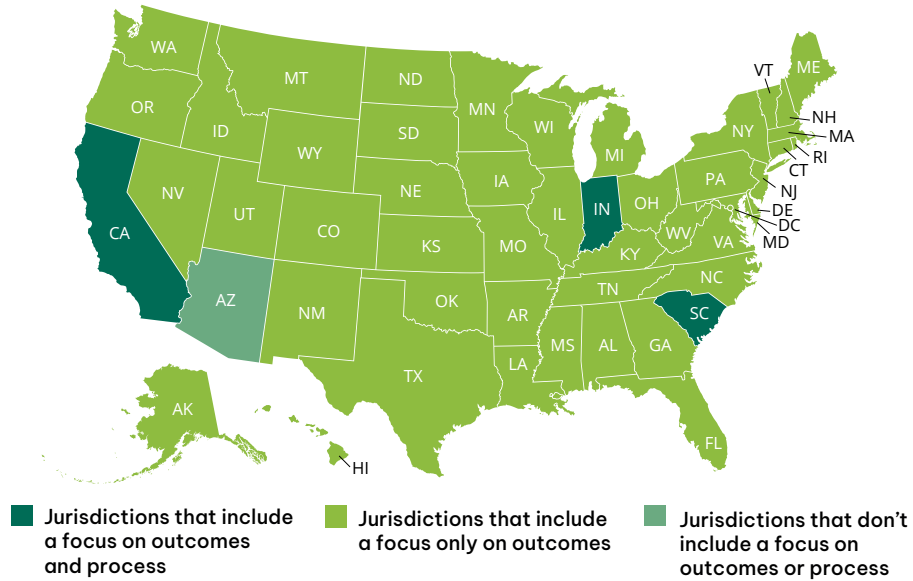 WA
MT
ND
MN
VT
ME
OR
ID
SD
WI
NY
NH
MA
WY
MI
RI
CT
NV
NE
IA
PA
NJ
UT
CO
IL
IN
OH
DE
DC
CA
KS
MO
WV
VA
MD
KY
AZ
NM
OK
TN
NC
AR
SC
TX
LA
MS
AL
GA
AK
FL
HI
Jurisdictions that include
a focus on outcomes
and process
Jurisdictions that include
a focus only on outcomes
Jurisdictions that don’t
include a focus on
outcomes or process